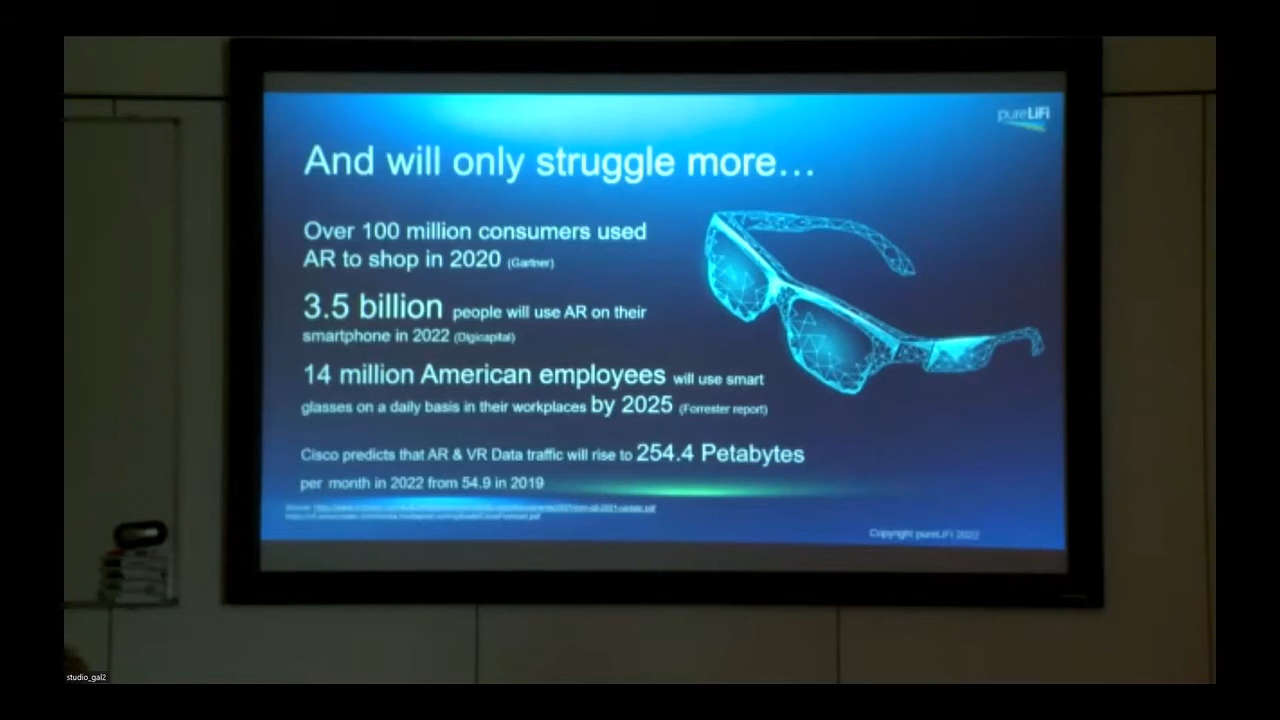 pureLiFi
And will only struggle more...
Over 100 million consumers used
AR to shop in 2020 (Gartner)
3.5 billion people will use AR on their
smartphone in 2022 (Digicapital)
14 million American employees will use smart
glasses on a daily basis in their workplaces by 2025 (Forrester report)
Cisco predicts that AR & VR Data traffic will rise to 254.4 Petabytes
per month in 2022 from 54.9 in 2019
Copyright pureLiFi 2022
studio_gal2